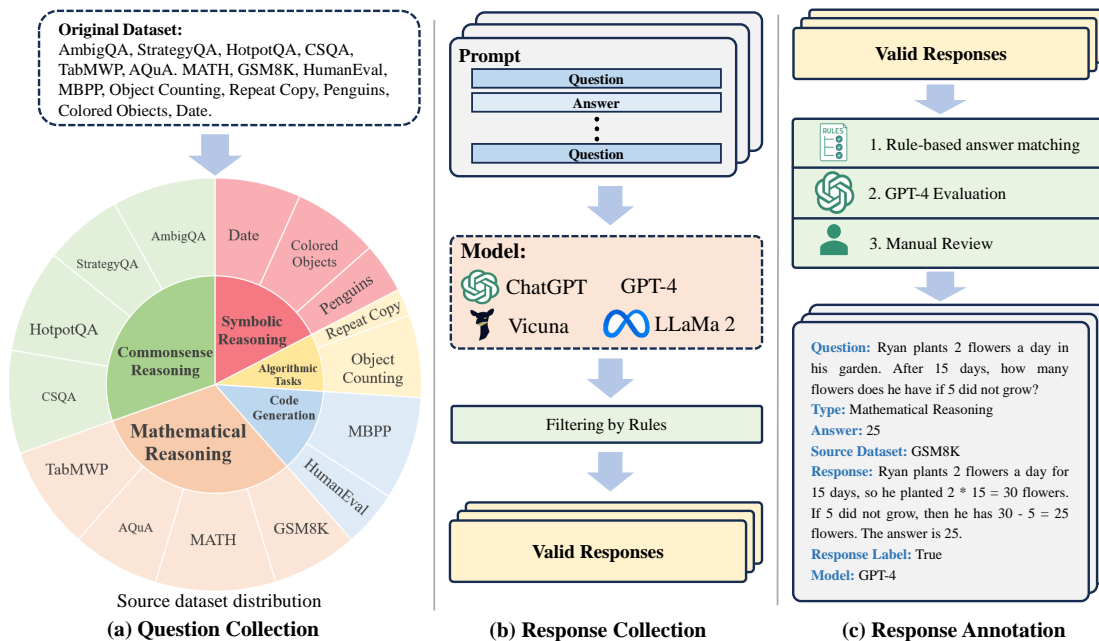 Original Dataset:
AmbigQA, StrategyQA, HotpotQA, CSQA,
TabMWP, AQuA. MATH, GSM8K, HumanEval,
MBPP, Object Counting, Repeat Copy, Penguins,
Colored Objects, Date.
AmbigQA
Date
Colored
Objects
Penguins
Repeat Copy
Object
Counting
MBPP
HumanEval
GSM8K
MATH
AQuA
TabMWP
CSQA
HotpotQA
StrategyQA
Symbolic
Reasoning
Commonsense
Reasoning
Algorithmic
Tasks
Code
Generation
Mathematical
Reasoning
Source dataset distribution
(a) Question Collection
Prompt
Question
Answer
Question
Model:
ChatGPT
GPT-4
Vicuna
LLaMa 2
Filtering by Rules
Valid Responses
(b) Response Collection
Valid Responses
RULES
1. Rule-based answer matching
2. GPT-4 Evaluation
3. Manual Review
Question: Ryan plants 2 flowers a day in
his garden. After 15 days, how many
flowers does he have if 5 did not grow?
Type: Mathematical Reasoning
Answer: 25
Source Dataset: GSM8K
Response: Ryan plants 2 flowers a day for
15 days, so he planted 2 * 15 = 30 flowers.
If 5 did not grow, then he has 30 - 5 = 25
flowers. The answer is 25.
Response Label: True
Model: GPT-4
(c) Response Annotation